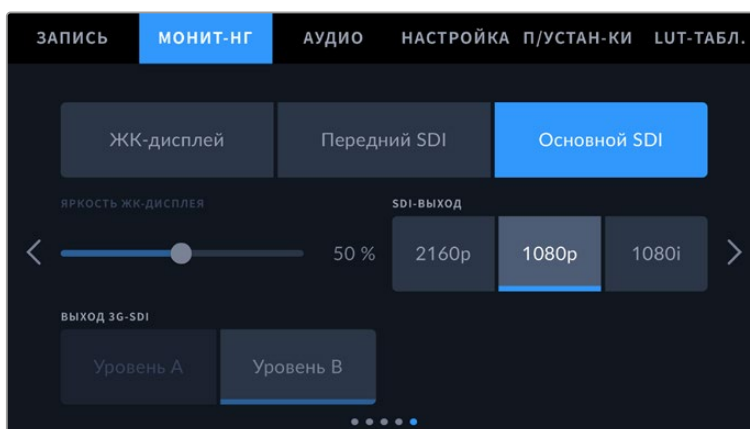 ЗАПИСЬ МОНИТ-НГ АУДИО НАСТРОЙКА П/УСТАН-КИ LUT-ТАБЛ.
ЖК-дисплей Передний SDI Основной SDI
ЯРКОСТЬ ЖК-ДИСПЛЕЯ SDI-ВЫХОД
50 % 2160p 1080p 1080i
ВЫХОД 3G-SDI
Уровень A Уровень B